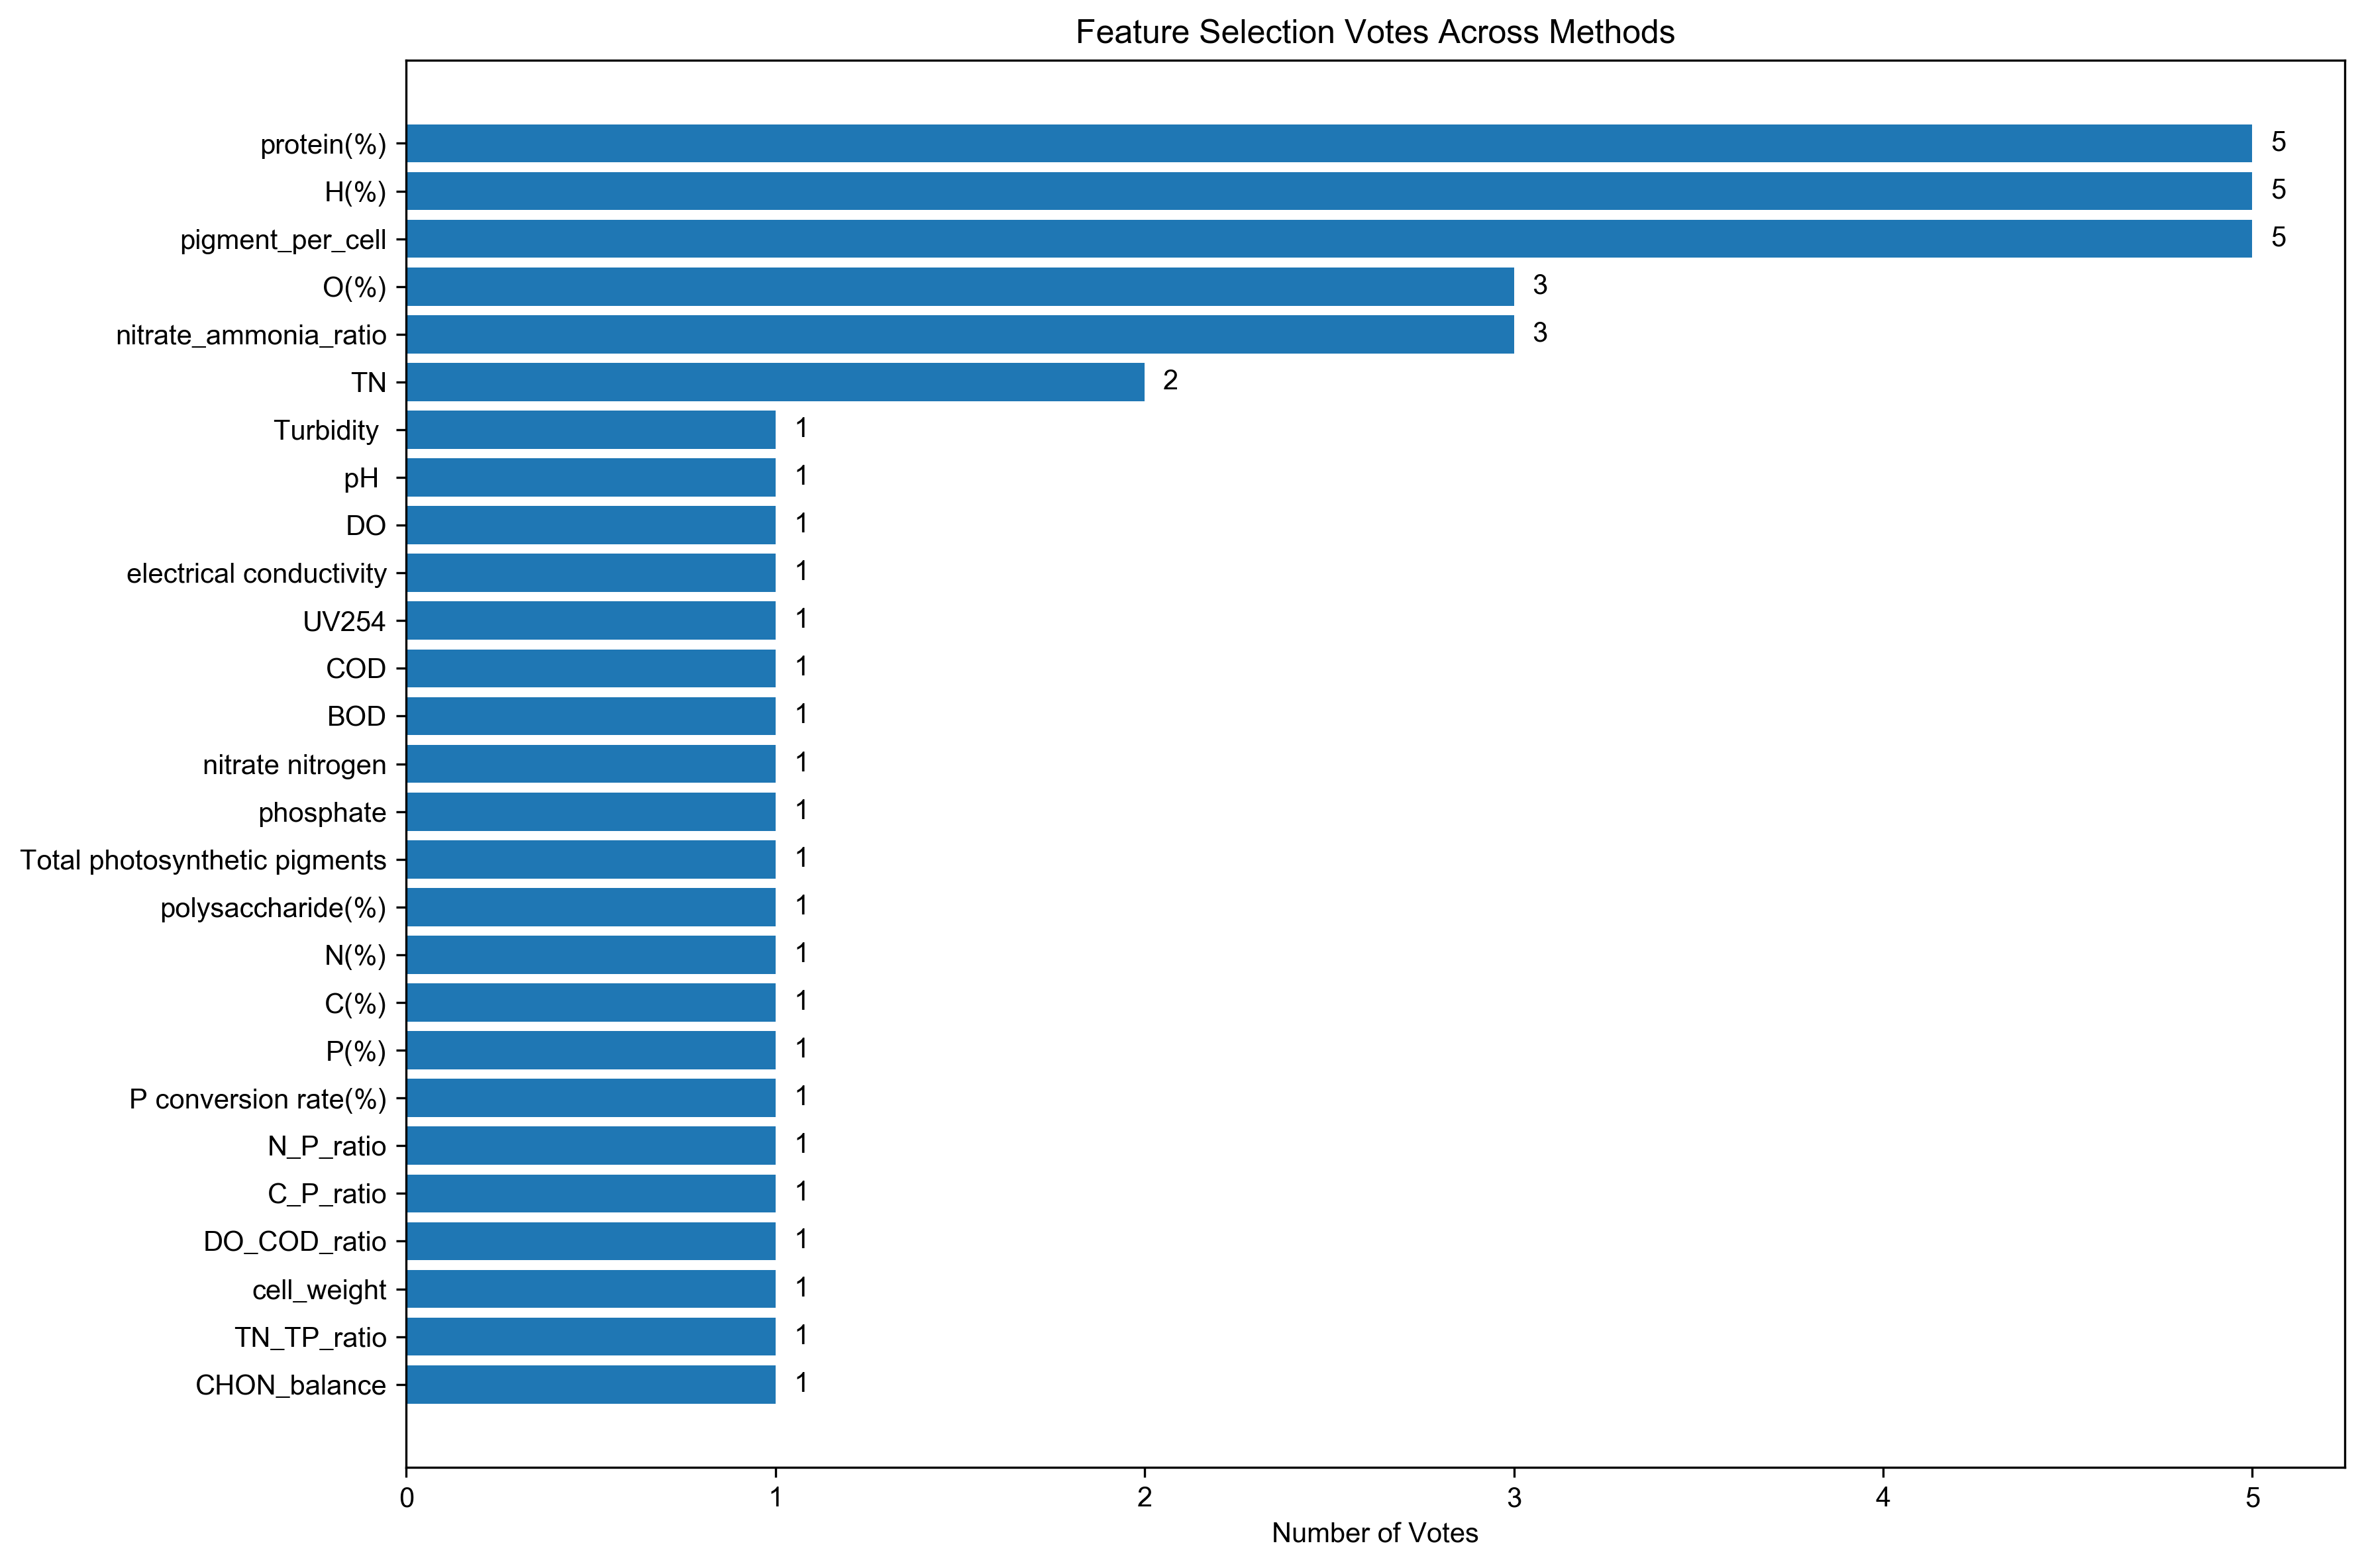 Feature Selection Votes Across Methods
protein(%) 5
H(%) 5
pigment_per_cell 5
O(%) 3
nitrate_ammonia_ratio 3
TN 2
Turbidity 1
pH 1
DO 1
electrical conductivity 1
UV254 1
COD 1
BOD 1
nitrate nitrogen 1
phosphate 1
Total photosynthetic pigments 1
polysaccharide(%) 1
N(%) 1
C(%) 1
P(%) 1
P conversion rate(%) 1
N_P_ratio 1
C_P_ratio 1
DO_COD_ratio 1
cell_weight 1
TN_TP_ratio 1
CHON_balance 1
0 1 2 3 4 5
Number of Votes